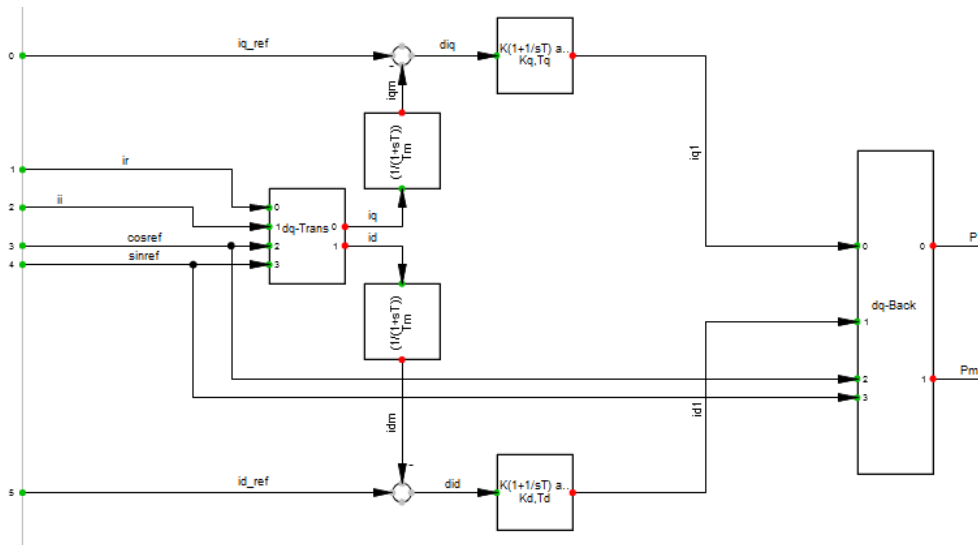 0 iq_ref diq K(1+1/sT) a.. Kq,Tq
iqm
(1/(1+sT)) Tm
1 ir
2 ii
3 cosref
4 sinref
0
1 dq-Trans 0
2 1
3
iq
id
(1/(1+sT)) Tm
idm
5 id_ref did K(1+1/sT) a.. Kd,Td
iq1
id1
0 0
dq-Back
1
2 1
3
P
Pm
-
-